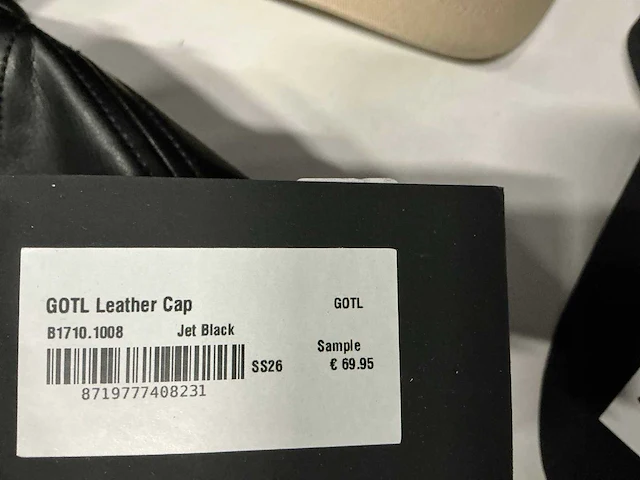 GOTL Leather Cap GOTL
B1710.1008 Jet Black
Sample
SS26 € 69.95
8719777408231